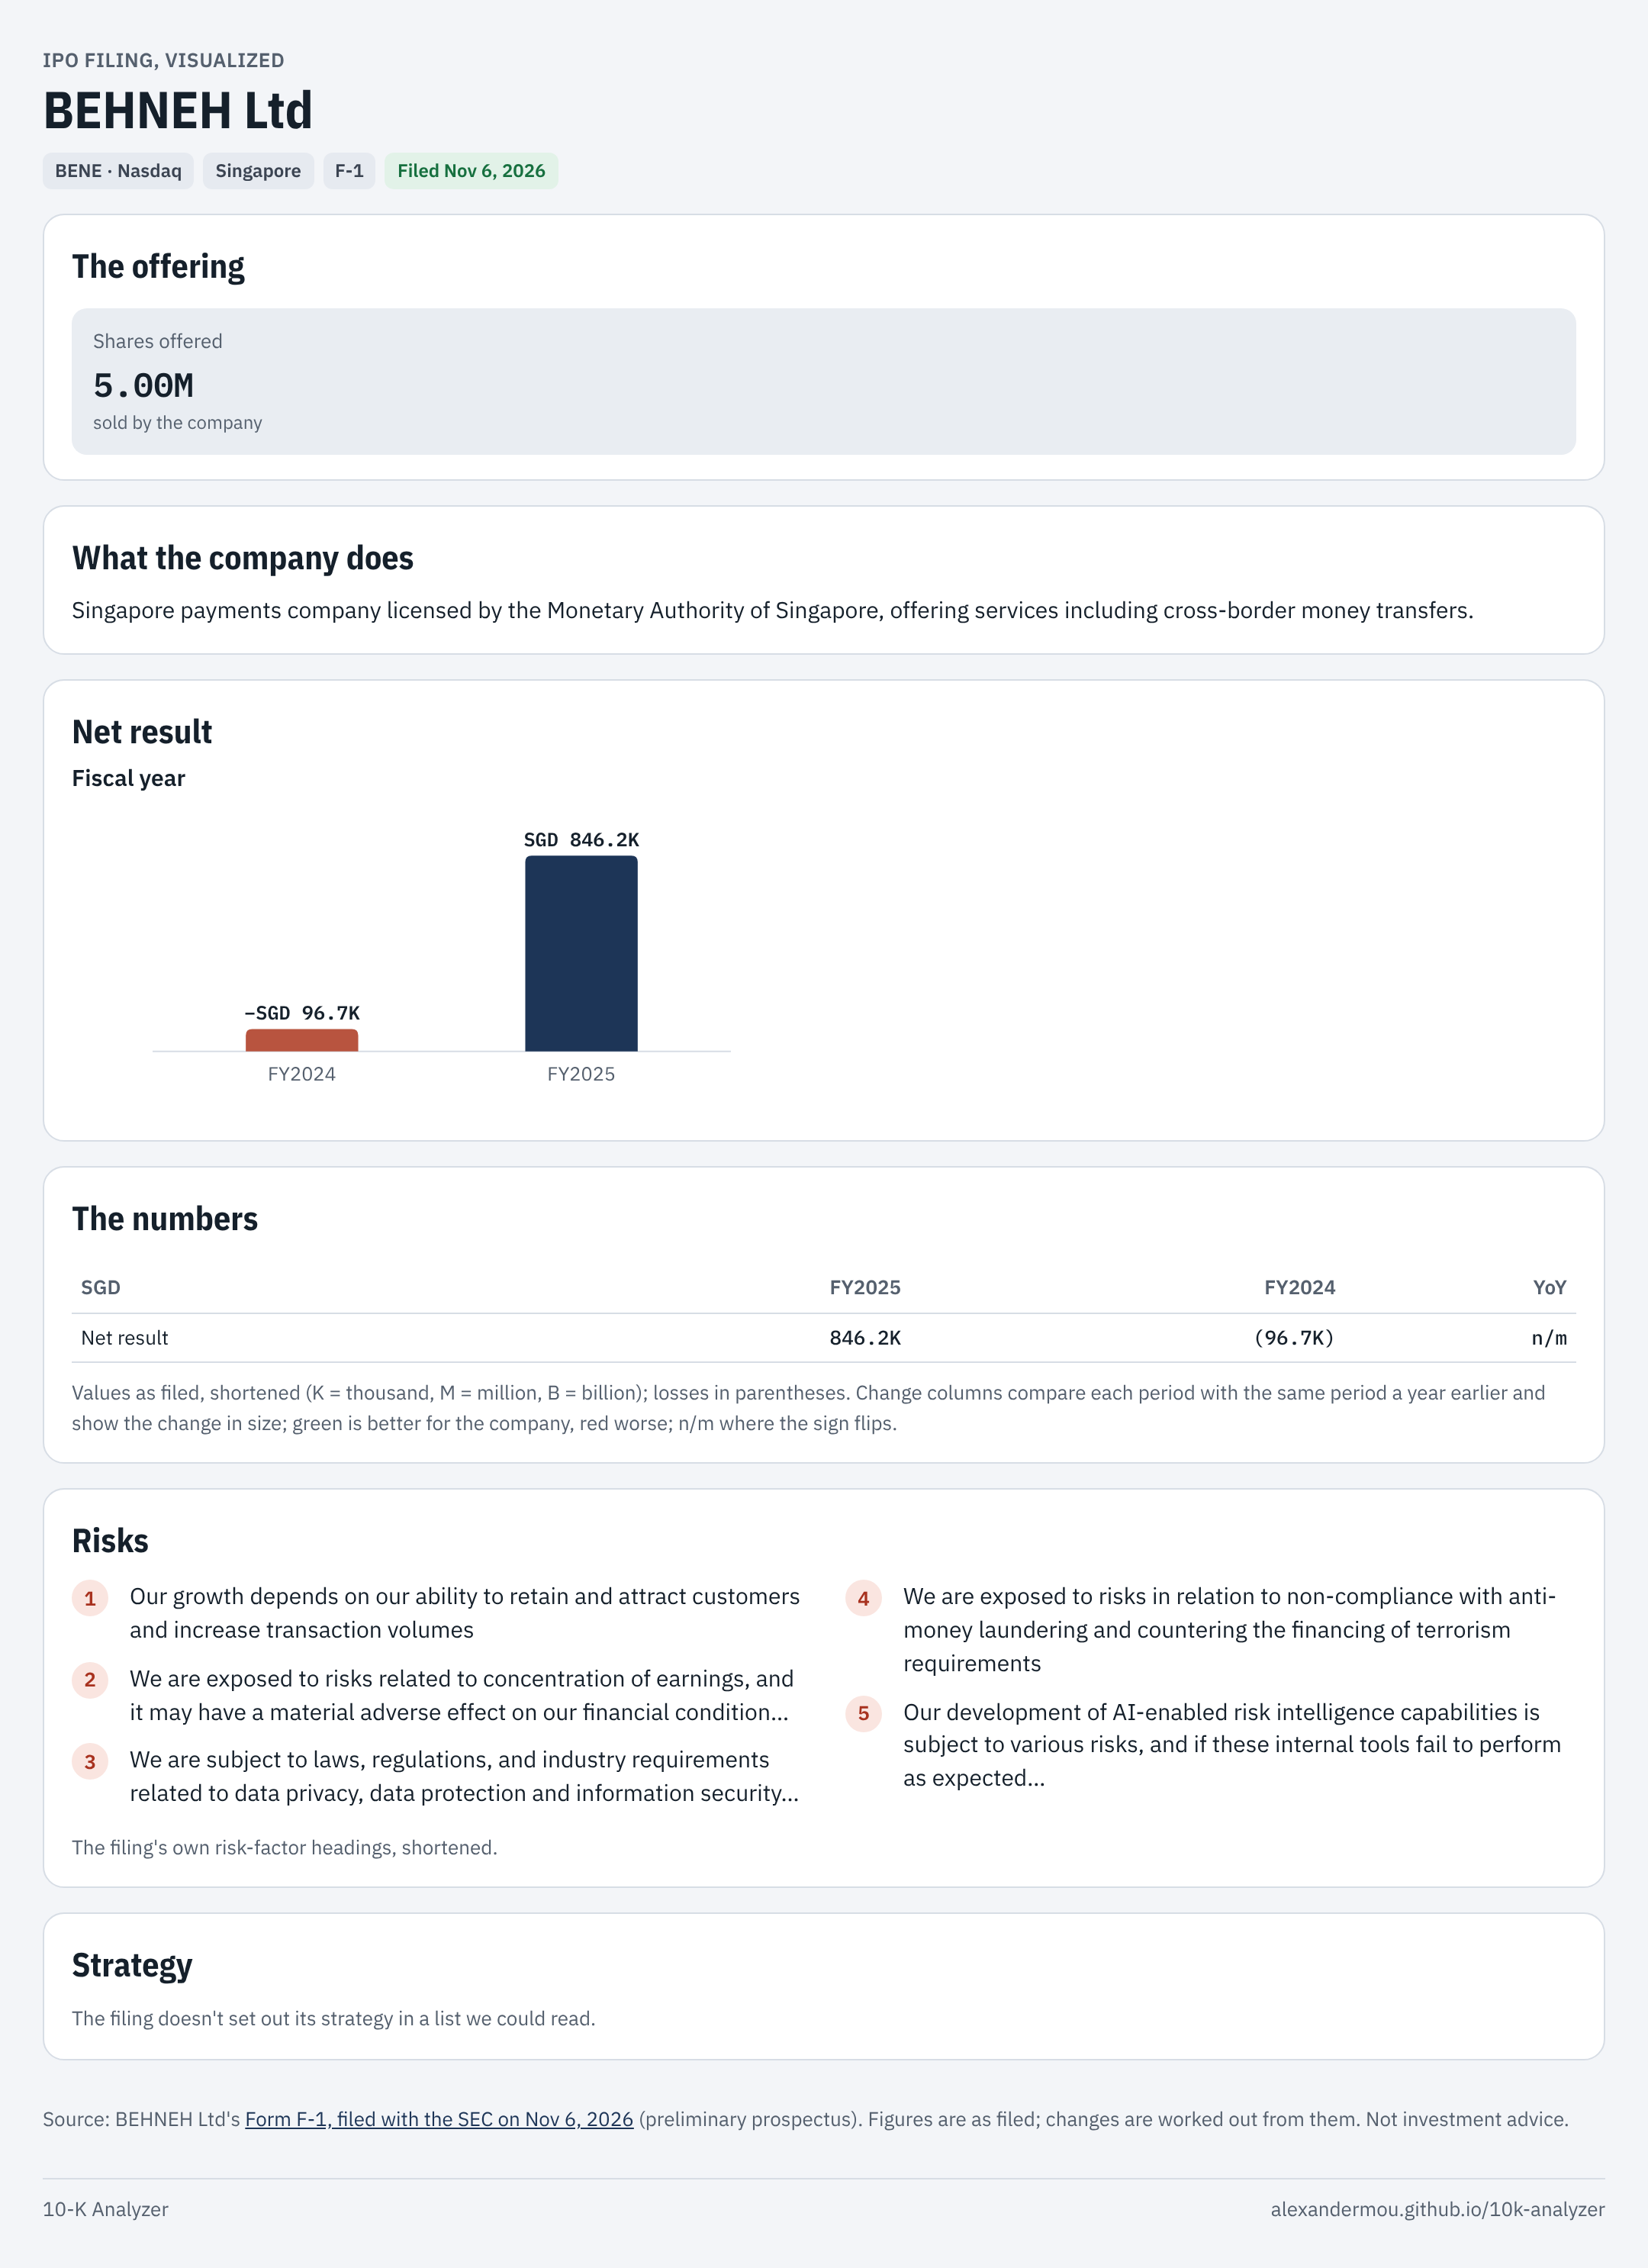 IPO FILING, VISUALIZED
BEHNEH Ltd
BENE · Nasdaq
Singapore
F-1
Filed Nov 6, 2026
The offering
Shares offered
5.00M
sold by the company
What the company does
Singapore payments company licensed by the Monetary Authority of Singapore, offering services including cross-border money transfers.
Net result
Fiscal year
SGD 846.2K
−SGD 96.7K
FY2024
FY2025
The numbers
SGD FY2025 FY2024 YoY
Net result 846.2K (96.7K) n/m
Values as filed, shortened (K = thousand, M = million, B = billion); losses in parentheses. Change columns compare each period with the same period a year earlier and
show the change in size; green is better for the company, red worse; n/m where the sign flips.
Risks
1 Our growth depends on our ability to retain and attract customers
and increase transaction volumes
2 We are exposed to risks related to concentration of earnings, and
it may have a material adverse effect on our financial condition…
3 We are subject to laws, regulations, and industry requirements
related to data privacy, data protection and information security…
4 We are exposed to risks in relation to non-compliance with anti-
money laundering and countering the financing of terrorism
requirements
5 Our development of AI-enabled risk intelligence capabilities is
subject to various risks, and if these internal tools fail to perform
as expected…
The filing's own risk-factor headings, shortened.
Strategy
The filing doesn't set out its strategy in a list we could read.
Source: BEHNEH Ltd's Form F-1, filed with the SEC on Nov 6, 2026 (preliminary prospectus). Figures are as filed; changes are worked out from them. Not investment advice.
10-K Analyzer
alexandermou.github.io/10k-analyzer